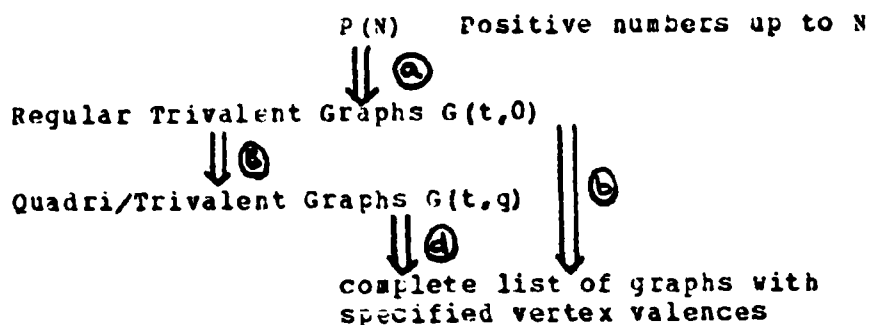 P(N) Positive numbers up to N
ⓐ
Regular Trivalent Graphs G(t,0)
ⓑ
Quadri/Trivalent Graphs G(t,q)
ⓓ
complete list of graphs with
specified vertex valences